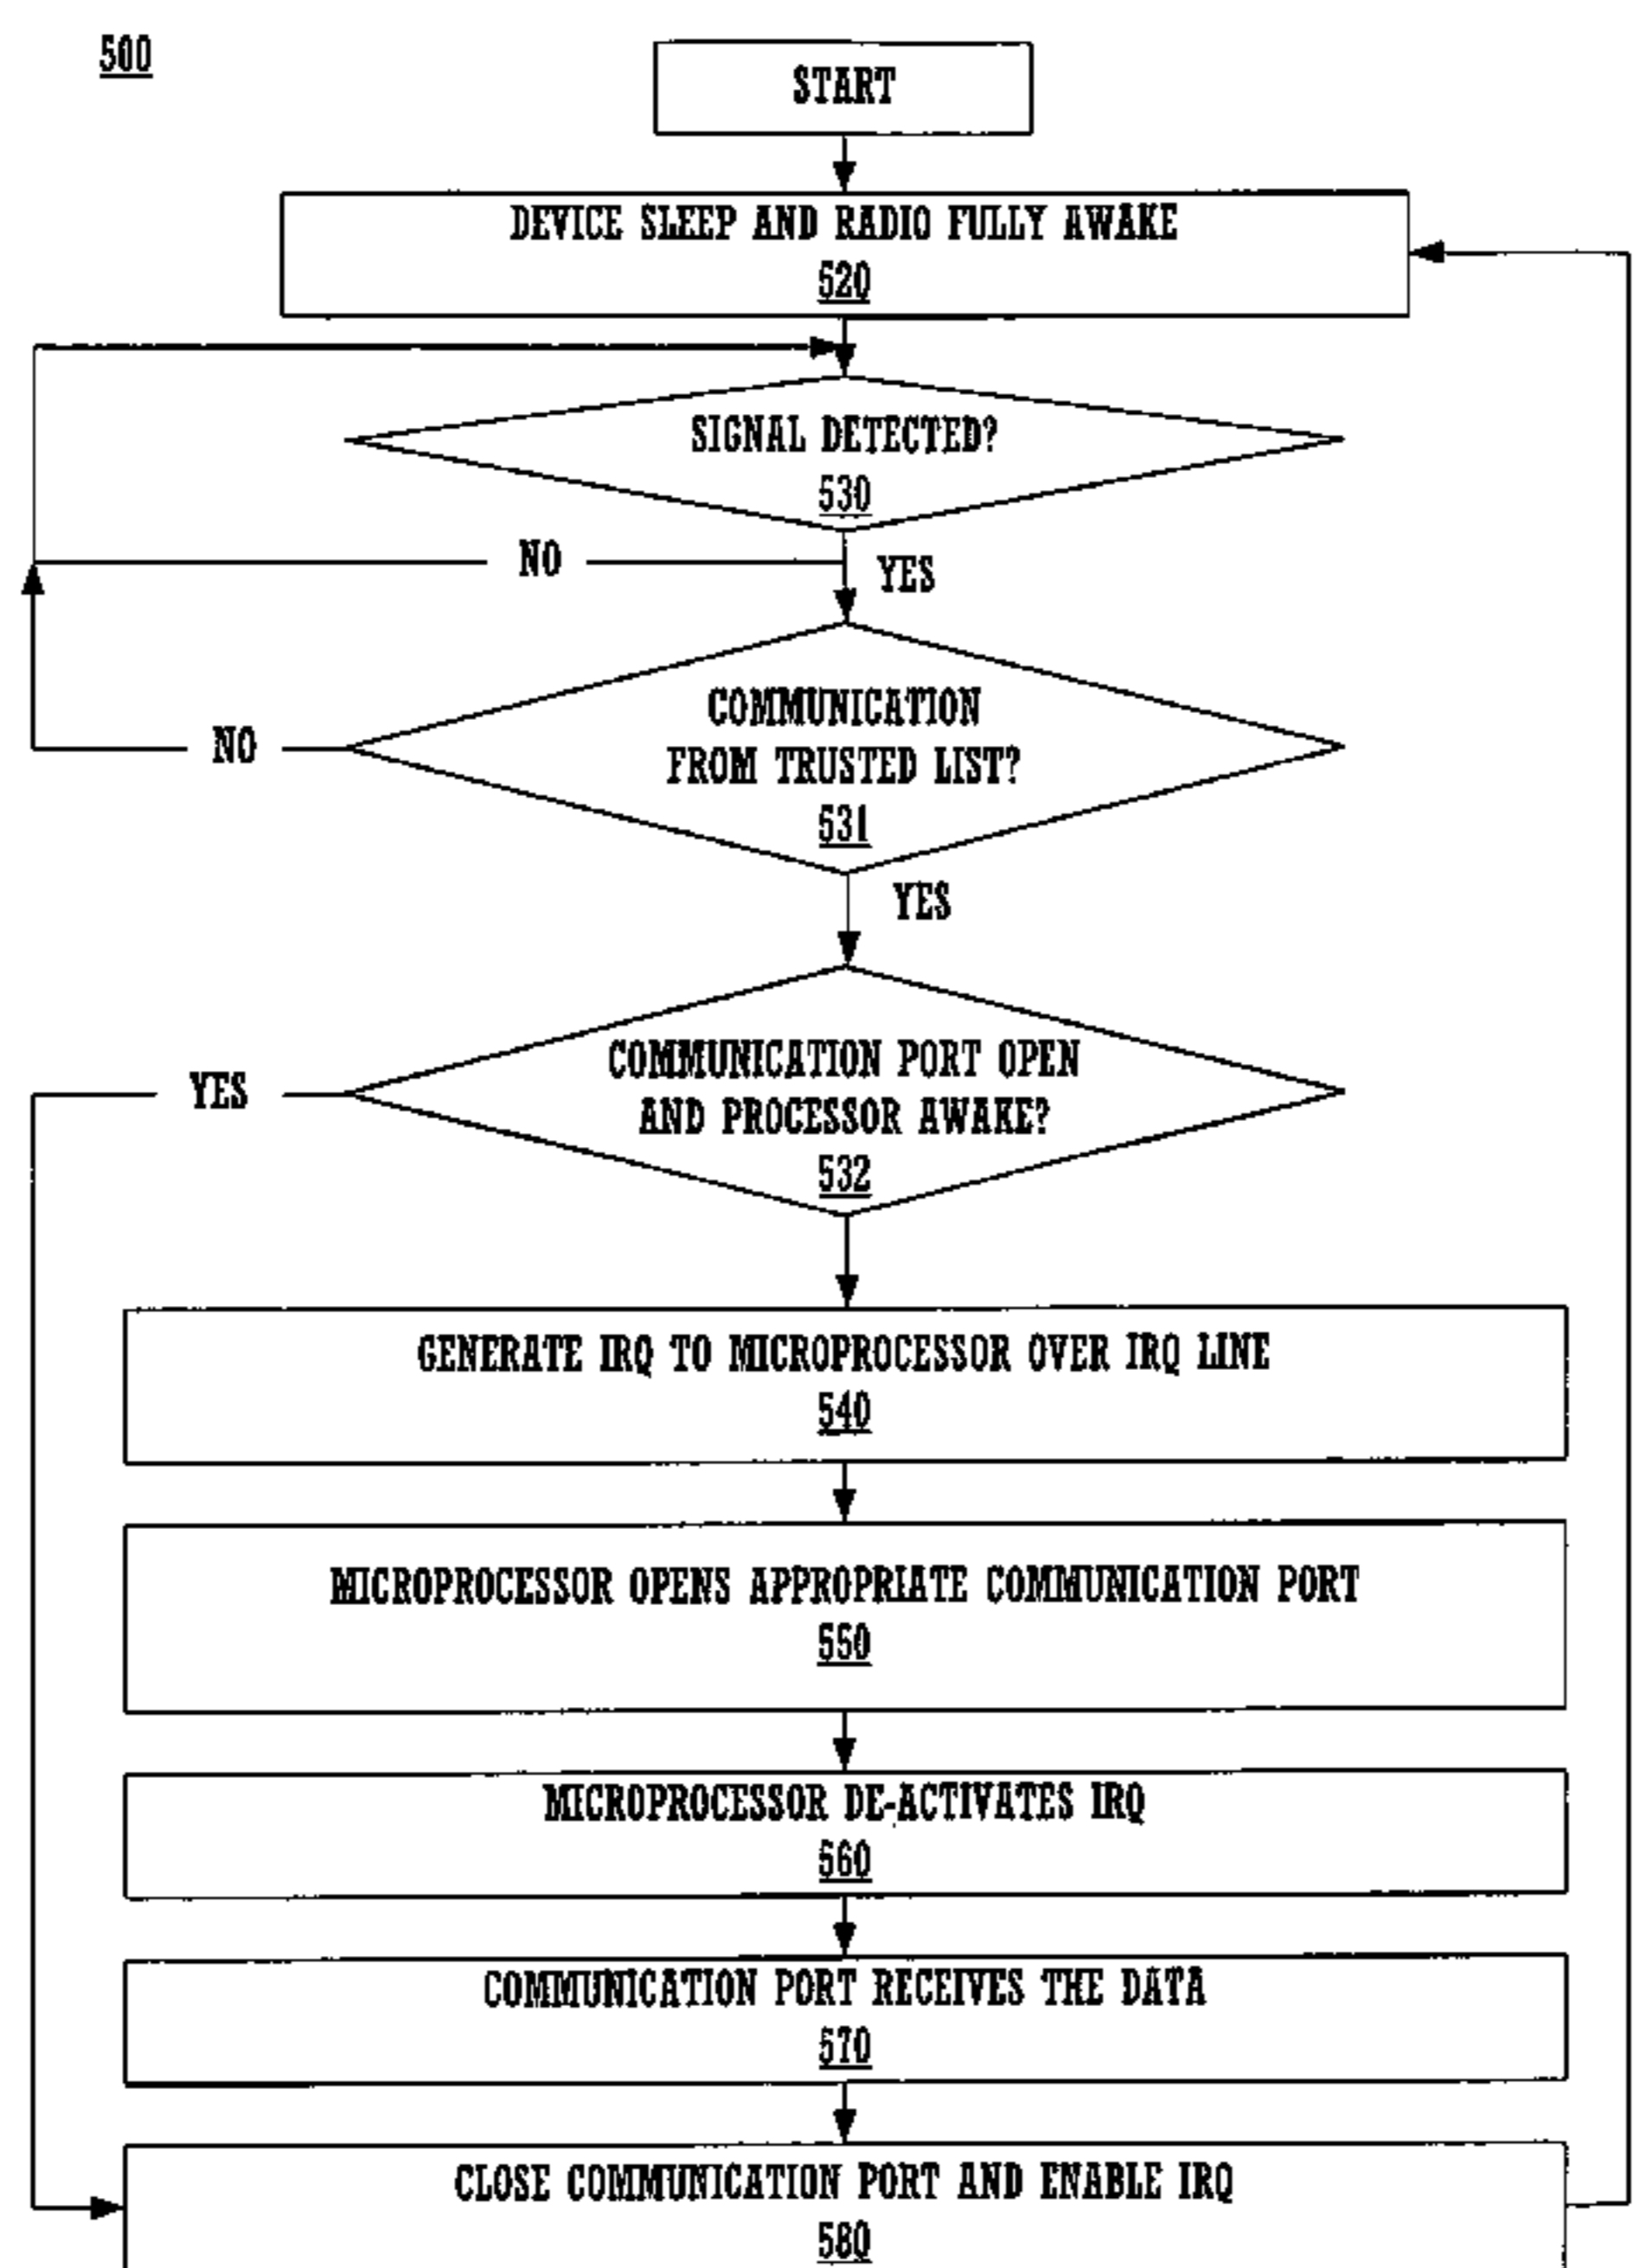 500
START
DEVICE SLEEP AND RADIO FULLY AWAKE
520
SIGNAL DETECTED?
530
NO
YES
COMMUNICATION
FROM TRUSTED LIST?
531
NO
YES
COMMUNICATION PORT OPEN
AND PROCESSOR AWAKE?
532
YES
GENERATE IRQ TO MICROPROCESSOR OVER IRQ LINE
540
MICROPROCESSOR OPENS APPROPRIATE COMMUNICATION PORT
550
MICROPROCESSOR DE-ACTIVATES IRQ
560
COMMUNICATION PORT RECEIVES THE DATA
570
CLOSE COMMUNICATION PORT AND ENABLE IRQ
580